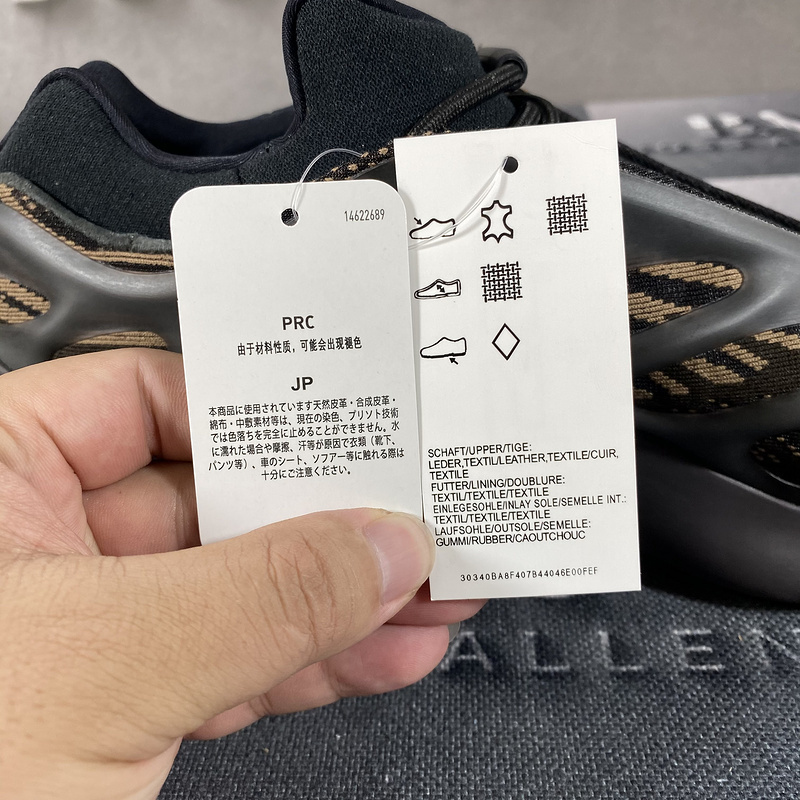 14622689
PRC
由于材料性质，可能会出现褪色
JP
本商品に使用されています天然皮革・合成皮革・
綿布・中敷素材等は、現在の染色、プリソト技術
では色落ちを完全に止めることができません。水
に濡れた場合や摩擦、汗等が原因で衣類（靴下、
パンツ等）、車のシート、ソフアー等に触れる際は
十分にご注意ください。
SCHAFT/UPPER/TIGE:
LEDER,TEXTIL/LEATHER,TEXTILE/CUIR,
TEXTILE
FUTTER/LINING/DOUBLURE:
TEXTIL/TEXTILE/TEXTILE
EINLEGESOHLE/INLAY SOLE/SEMELLE INT.:
TEXTIL/TEXTILE/TEXTILE
LAUFSOHLE/OUTSOLE/SEMELLE:
GUMMI/RUBBER/CAOUTCHOUC
30340BA8F407B44046E00FEF
ALLEN